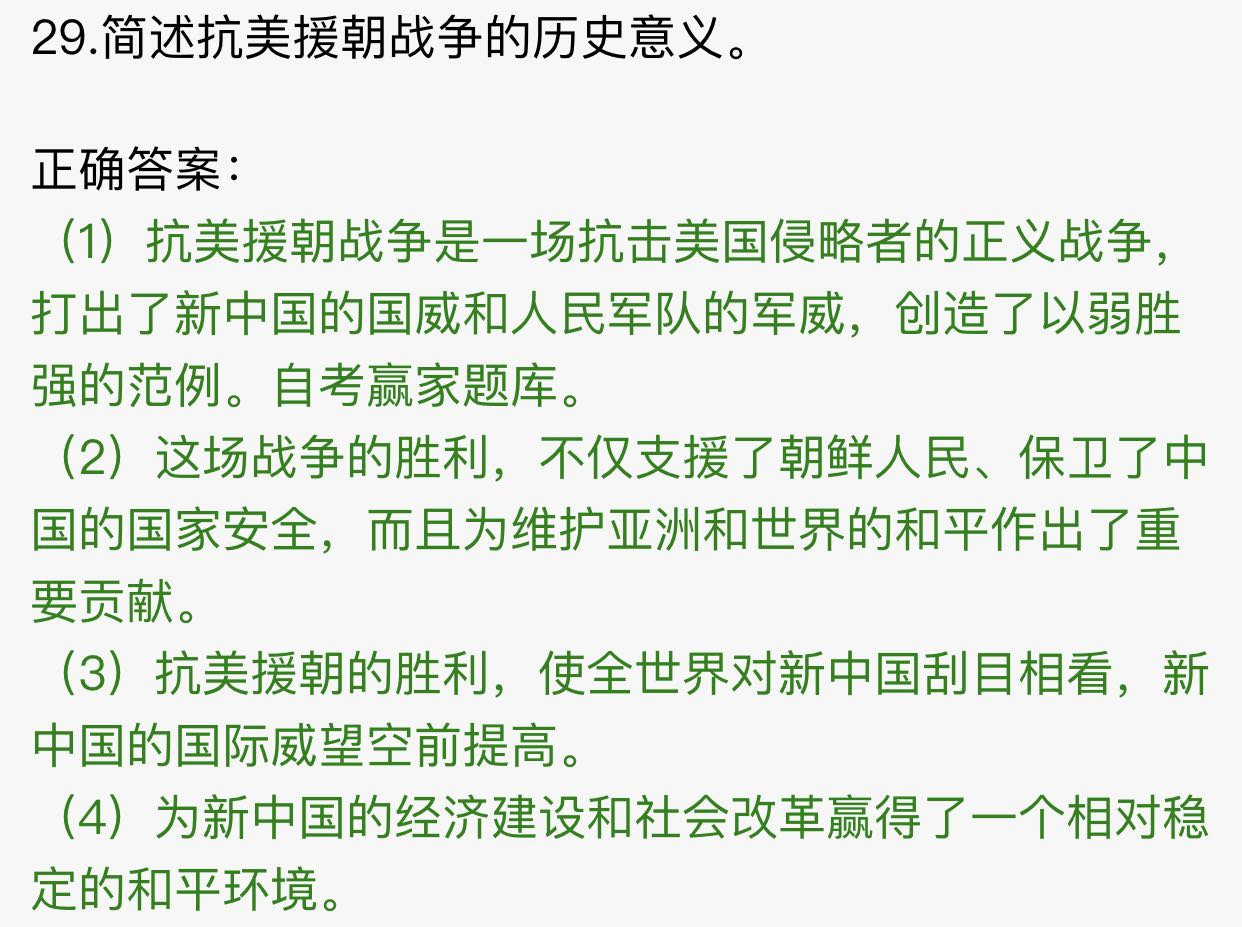 29.简述抗美援朝战争的历史意义。
正确答案：
（1）抗美援朝战争是一场抗击美国侵略者的正义战争，
打出了新中国的国威和人民军队的军威，创造了以弱胜
强的范例。自考赢家题库。
（2）这场战争的胜利，不仅支援了朝鲜人民、保卫了中
国的国家安全，而且为维护亚洲和世界的和平作出了重
要贡献。
（3）抗美援朝的胜利，使全世界对新中国刮目相看，新
中国的国际威望空前提高。
（4）为新中国的经济建设和社会改革赢得了一个相对稳
定的和平环境。